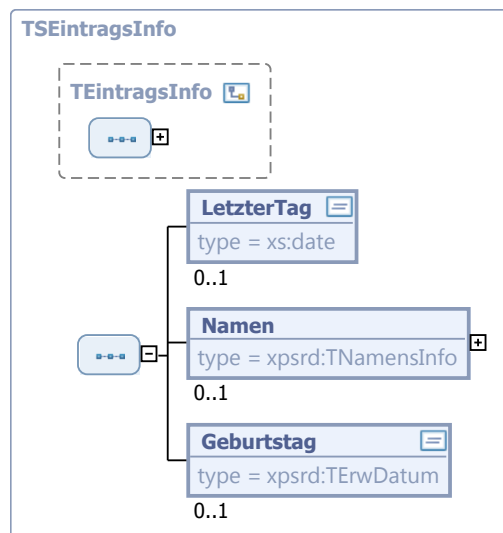 TSEintragsInfo
TEintragsInfo
LetzterTag
type = xs:date
0..1
Namen
type = xpsrd:TNamensInfo
0..1
Geburtstag
type = xpsrd:TErwDatum
0..1